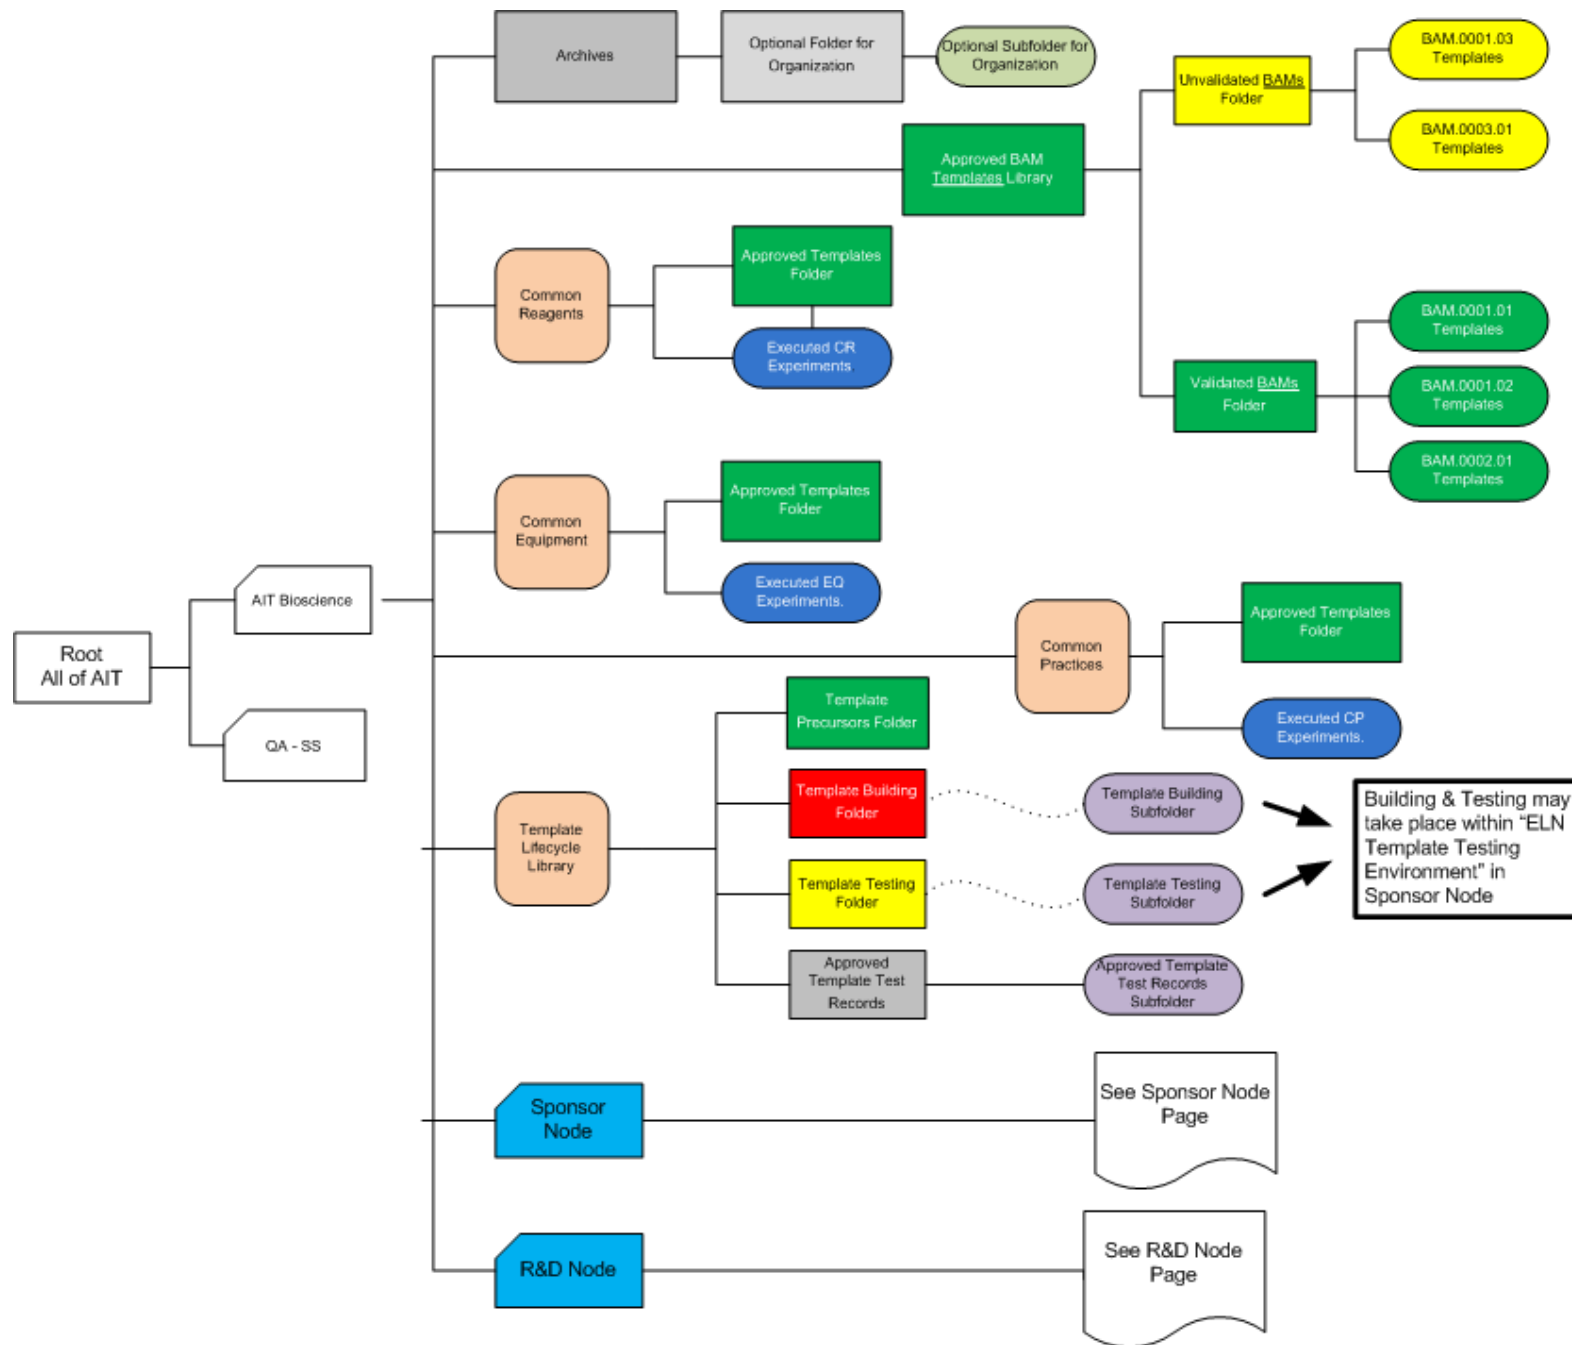 Archives
Optional Folder for
Organization
Optional Subfolder for
Organization
Unvalidated BAMs
Folder
BAM.0001.03
Templates
BAM.0003.01
Templates
Approved BAM
Templates Library
Common
Reagents
Approved Templates
Folder
Executed CR
Experiments.
Validated BAMs
Folder
BAM.0001.01
Templates
BAM.0001.02
Templates
BAM.0002.01
Templates
Common
Equipment
Approved Templates
Folder
Executed EQ
Experiments.
Root
All of AIT
AIT Bioscience
QA - SS
Common
Practices
Approved Templates
Folder
Executed CP
Experiments.
Template
Lifecycle
Library
Template
Precursors Folder
Template Building
Folder
Template Building
Subfolder
Template Testing
Folder
Template Testing
Subfolder
Approved
Template Test
Records
Approved Template
Test Records
Subfolder
Building & Testing may
take place within “ELN
Template Testing
Environment” in
Sponsor Node
Sponsor
Node
See Sponsor Node
Page
R&D Node
See R&D Node
Page